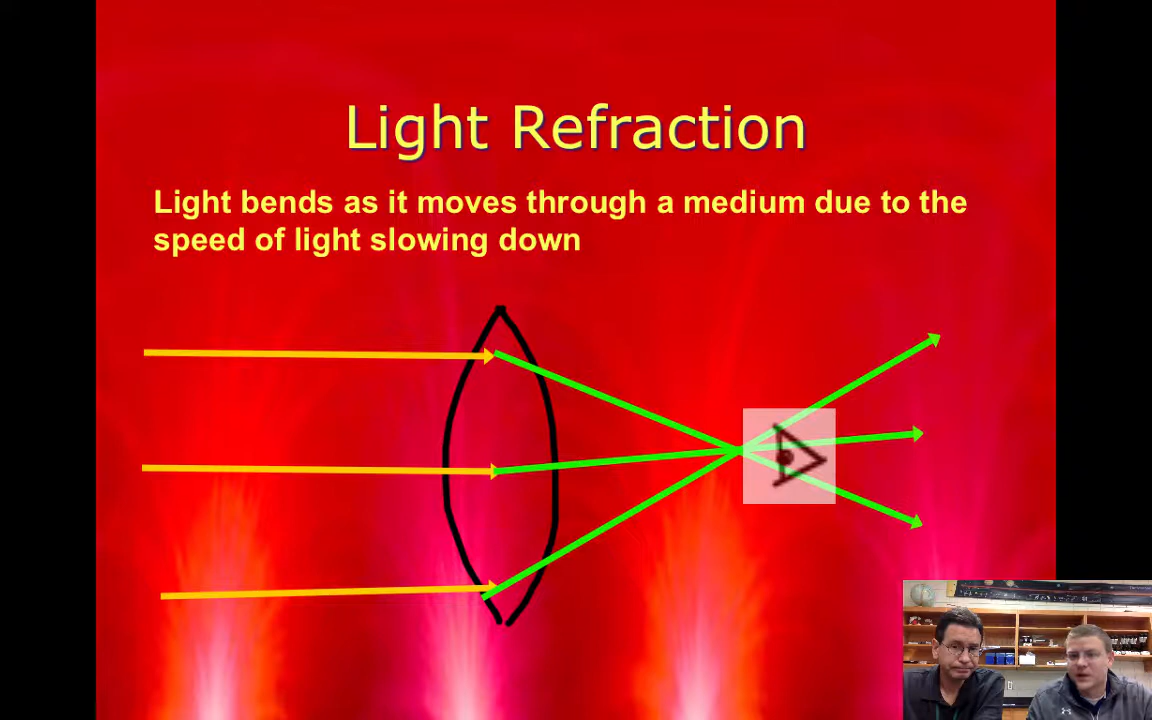 Light Refraction
Light bends as it moves through a medium due to the
speed of light slowing down